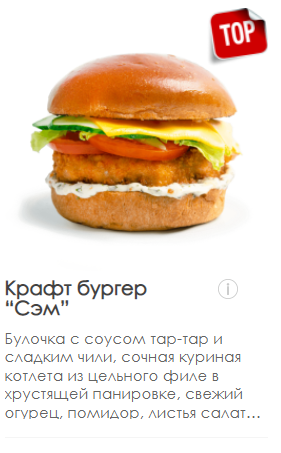 TOP
Крафт бургер
“Сэм”
Булочка с соусом тар-тар и
сладким чили, сочная куриная
котлета из цельного филе в
хрустящей панировке, свежий
огурец, помидор, листья салат...